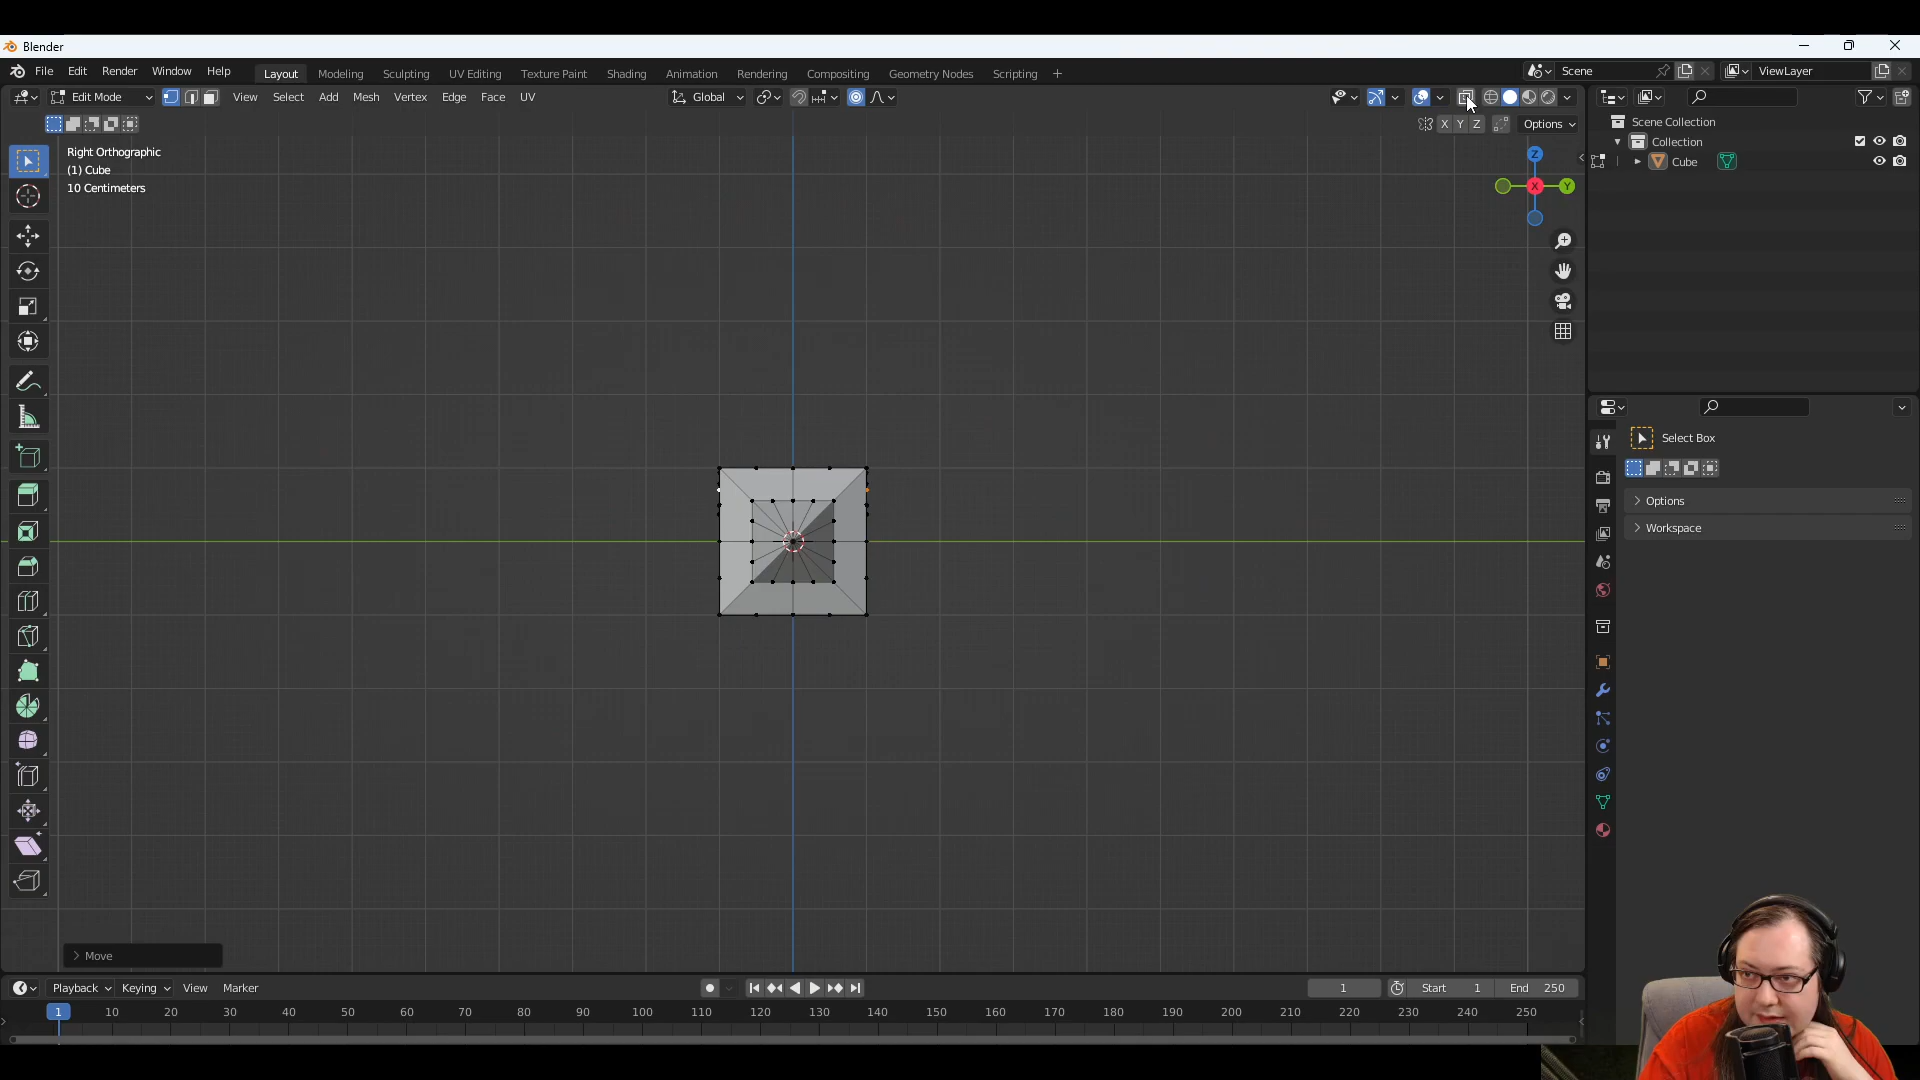 Blender
File Edit Render Window Help
Layout Modeling Sculpting UV Editing Texture Paint Shading Animation Rendering Compositing Geometry Nodes Scripting +
Scene
ViewLayer
Edit Mode View Select Add Mesh Vertex Edge Face UV
Global
X Y Z Options
Right Orthographic
(1) Cube
10 Centimeters
Z
X
Y
Scene Collection
Collection
Cube
Select Box
Options
Workspace
Move
Playback Keying View Marker
1 Start 1 End 250
1 10 20 30 40 50 60 70 80 90 100 110 120 130 140 150 160 170 180 190 200 210 220 230 240 250